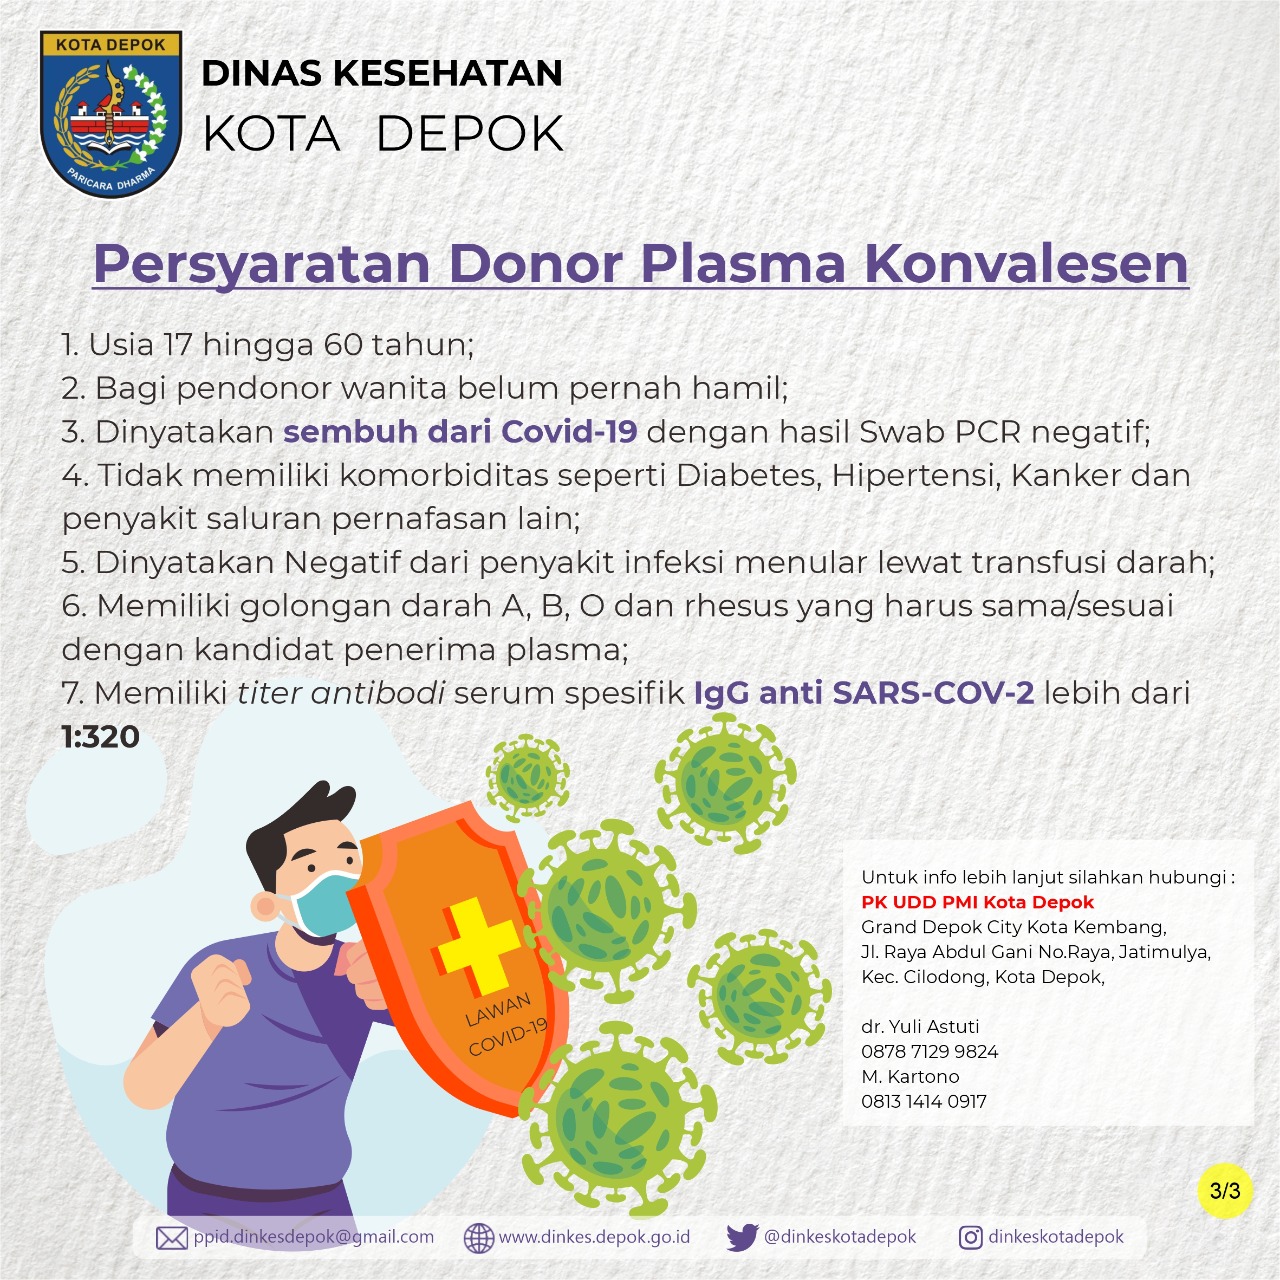 KOTA DEPOK
PARICARA DHARMA
DINAS KESEHATAN
KOTA DEPOK
Persyaratan Donor Plasma Konvalesen
1. Usia 17 hingga 60 tahun;
2. Bagi pendonor wanita belum pernah hamil;
3. Dinyatakan sembuh dari Covid-19 dengan hasil Swab PCR negatif;
4. Tidak memiliki komorbiditas seperti Diabetes, Hipertensi, Kanker dan
penyakit saluran pernafasan lain;
5. Dinyatakan Negatif dari penyakit infeksi menular lewat transfusi darah;
6. Memiliki golongan darah A, B, O dan rhesus yang harus sama/sesuai
dengan kandidat penerima plasma;
7. Memiliki titer antibodi serum spesifik IgG anti SARS-COV-2 lebih dari
1:320
LAWAN
COVID-19
Untuk info lebih lanjut silahkan hubungi :
PK UDD PMI Kota Depok
Grand Depok City Kota Kembang,
Jl. Raya Abdul Gani No.Raya, Jatimulya,
Kec. Cilodong, Kota Depok,
dr. Yuli Astuti
0878 7129 9824
M. Kartono
0813 1414 0917
3/3
ppid.dinkesdepok@gmail.com www.dinkes.depok.go.id @dinkeskotadepok dinkeskotadepok